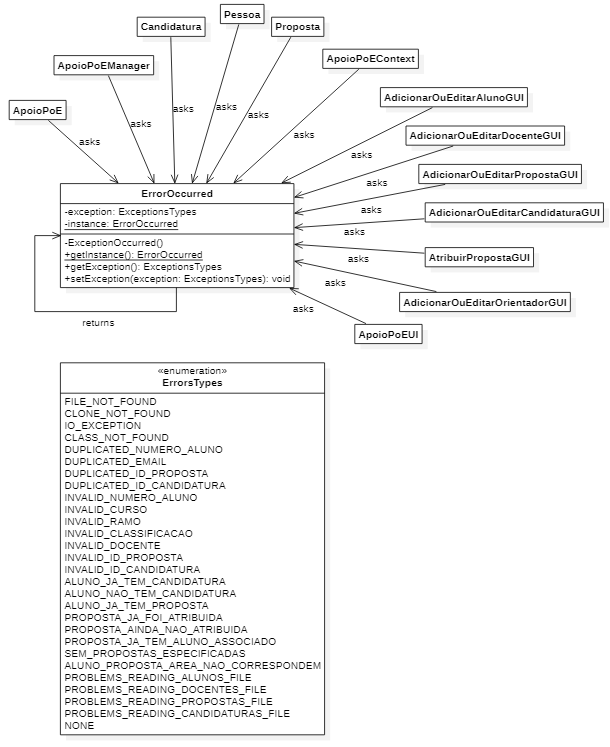 Pessoa
Candidatura
Proposta
ApoioPoEManager
ApoioPoEContext
ApoioPoE
AdicionarOuEditarAlunoGUI
asks
asks
asks
asks
asks
asks
asks
AdicionarOuEditarDocenteGUI
asks
AdicionarOuEditarPropostaGUI
asks
ErrorOccurred
-exception: ExceptionsTypes
-instance: ErrorOccurred
-ExceptionOccurred()
+getInstance(): ErrorOccurred
+getException(): ExceptionsTypes
+setException(exception: ExceptionsTypes): void
asks
AdicionarOuEditarCandidaturaGUI
asks
AtribuirPropostaGUI
asks
asks
AdicionarOuEditarOrientadorGUI
asks
returns
ApoioPoEUI
«enumeration»
ErrorsTypes
FILE_NOT_FOUND
CLONE_NOT_FOUND
IO_EXCEPTION
CLASS_NOT_FOUND
DUPLICATED_NUMERO_ALUNO
DUPLICATED_EMAIL
DUPLICATED_ID_PROPOSTA
DUPLICATED_ID_CANDIDATURA
INVALID_NUMERO_ALUNO
INVALID_CURSO
INVALID_RAMO
INVALID_CLASSIFICACAO
INVALID_DOCENTE
INVALID_ID_PROPOSTA
INVALID_ID_CANDIDATURA
ALUNO_JA_TEM_CANDIDATURA
ALUNO_NAO_TEM_CANDIDATURA
ALUNO_JA_TEM_PROPOSTA
PROPOSTA_JA_FOI_ATRIBUIDA
PROPOSTA_AINDA_NAO_ATRIBUIDA
PROPOSTA_JA_TEM_ALUNO_ASSOCIADO
SEM_PROPOSTAS_ESPECIFICADAS
ALUNO_PROPOSTA_AREA_NAO_CORRESPONDEM
PROBLEMS_READING_ALUNOS_FILE
PROBLEMS_READING_DOCENTES_FILE
PROBLEMS_READING_PROPOSTAS_FILE
PROBLEMS_READING_CANDIDATURAS_FILE
NONE